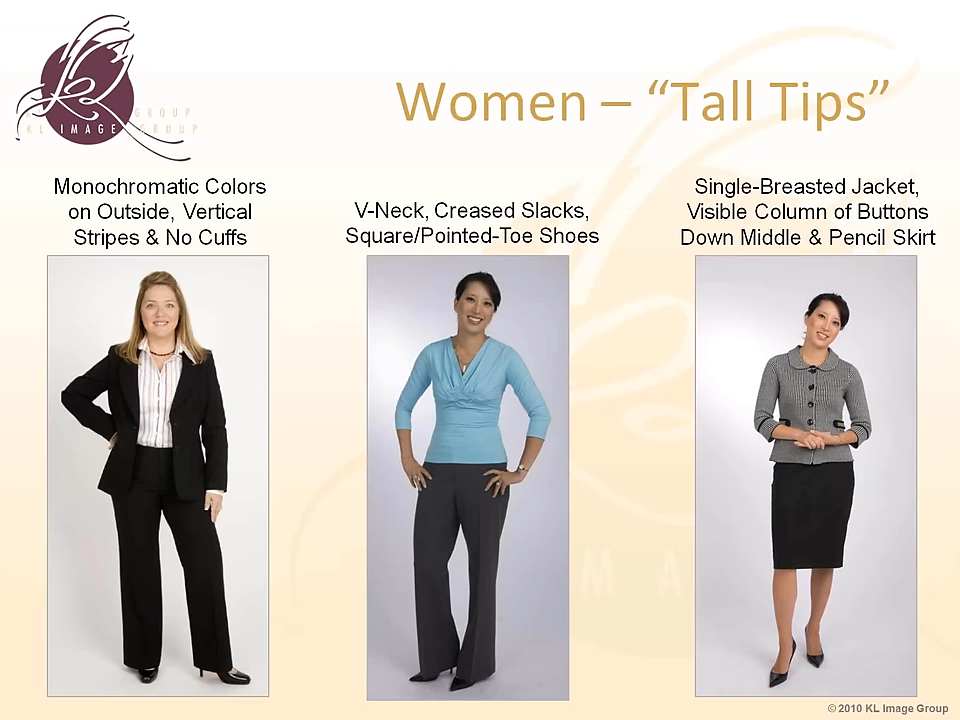 GROUP
KL IMAGE GROUP
Women – “Tall Tips”
Monochromatic Colors
on Outside, Vertical
Stripes & No Cuffs
V-Neck, Creased Slacks,
Square/Pointed-Toe Shoes
Single-Breasted Jacket,
Visible Column of Buttons
Down Middle & Pencil Skirt
© 2010 KL Image Group